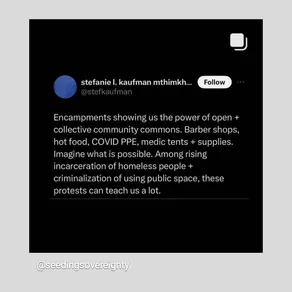 stefanie l. kaufman mthimkh...
Follow
@stefkaufman
Encampments showing us the power of open +
collective community commons. Barber shops,
hot food, COVID PPE, medic tents + supplies.
Imagine what is possible. Among rising
incarceration of homeless people +
criminalization of using public space, these
protests can teach us a lot.
@seedingsovereignty